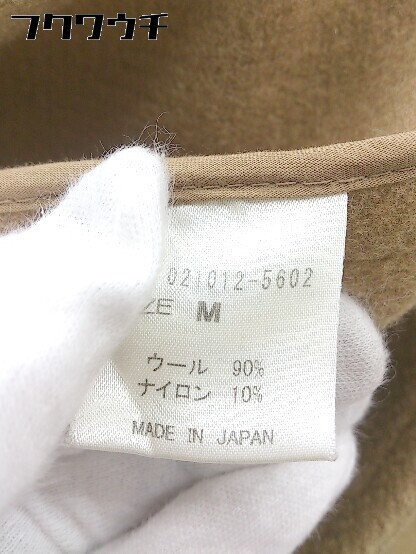 フクワウチ
021012-5602
ZE M
ウール 90%
ナイロン 10%
MADE IN JAPAN